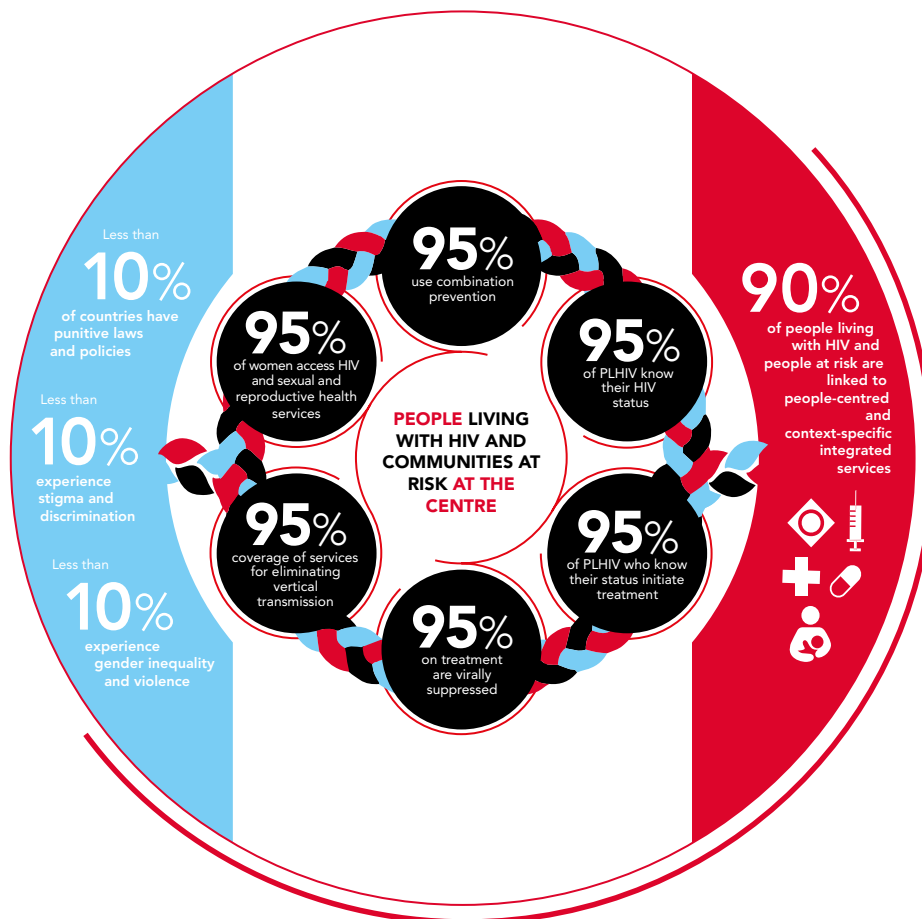 Less than
10%
of countries have
punitive laws
and policies
Less than
10%
experience
stigma and
discrimination
Less than
10%
experience
gender inequality
and violence
95%
use combination
prevention
95%
of women access HIV
and sexual and
reproductive health
services
95%
of PLHIV know
their HIV
status
PEOPLE LIVING
WITH HIV AND
COMMUNITIES AT
RISK AT THE
CENTRE
95%
coverage of services
for eliminating
vertical
transmission
95%
of PLHIV who know
their status initiate
treatment
95%
on treatment
are virally
suppressed
90%
of people living
with HIV and
people at risk are
linked to
people-centred
and
context-specific
integrated
services